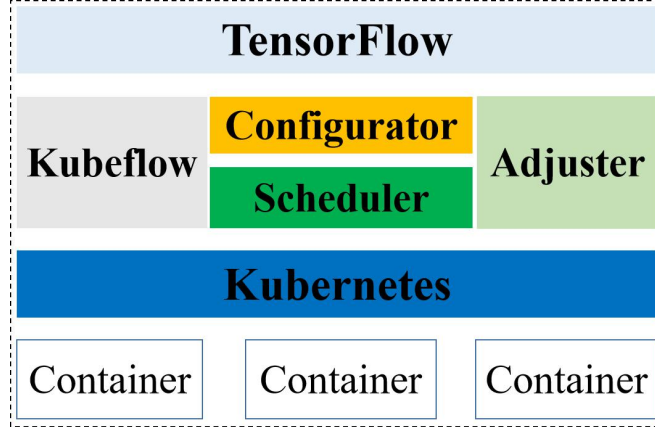 TensorFlow
Kubeflow
Configurator
Scheduler
Adjuster
Kubernetes
Container Container Container